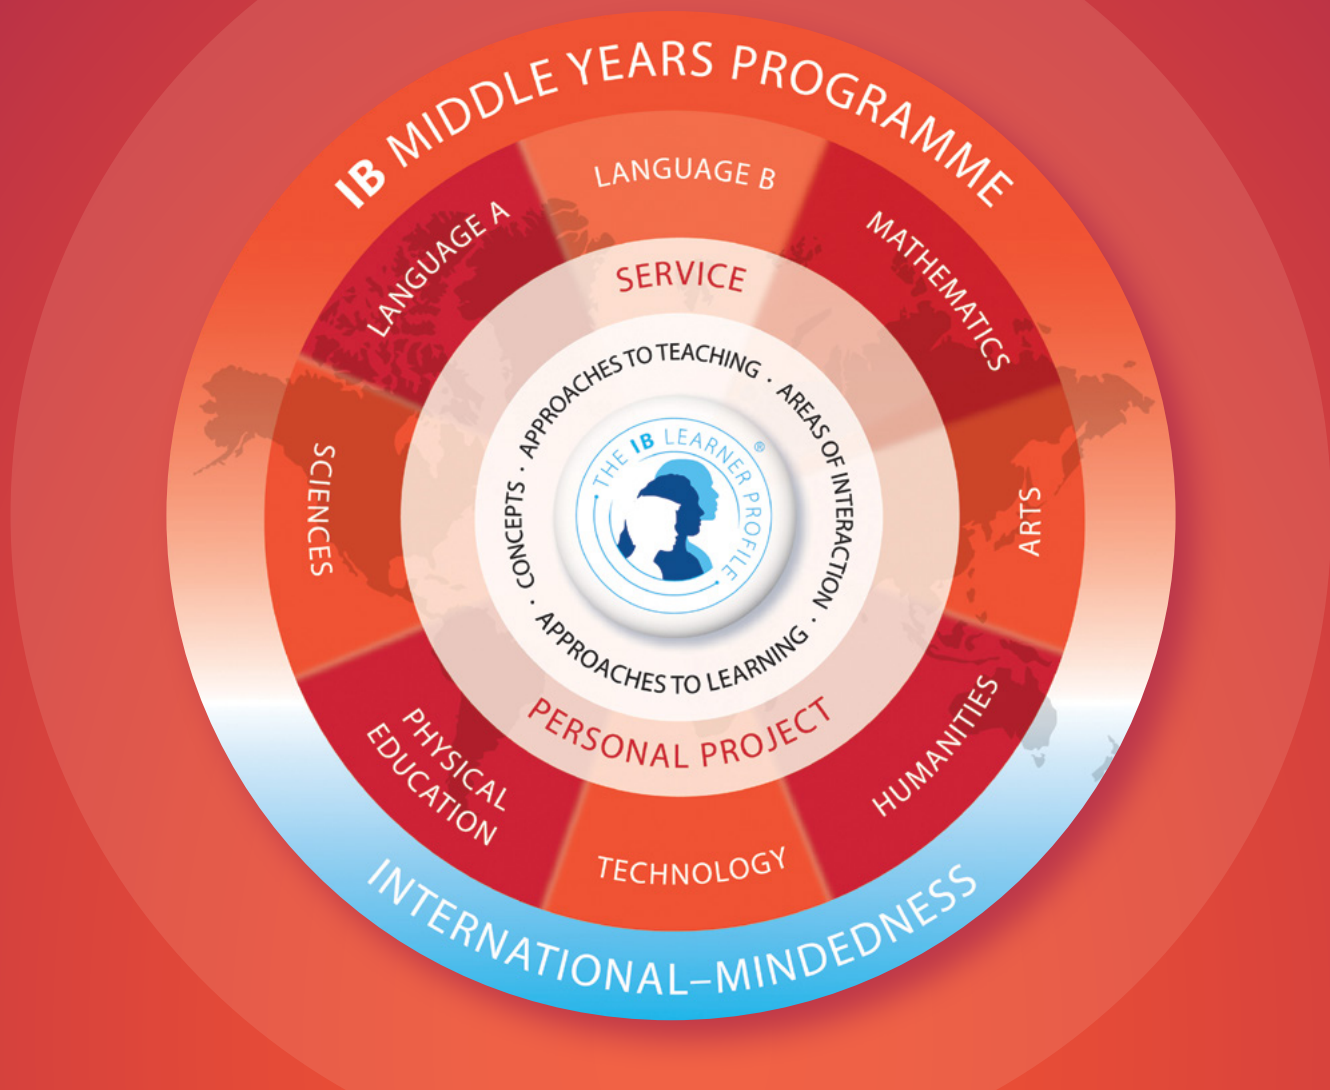 IB MIDDLE YEARS PROGRAMME
LANGUAGE A
LANGUAGE B
MATHEMATICS
SCIENCES
ARTS
PHYSICAL
EDUCATION
TECHNOLOGY
HUMANITIES
SERVICE
PERSONAL PROJECT
APPROACHES TO TEACHING · AREAS OF INTERACTION · APPROACHES TO LEARNING · CONCEPTS ·
THE IB LEARNER PROFILE ®
INTERNATIONAL–MINDEDNESS